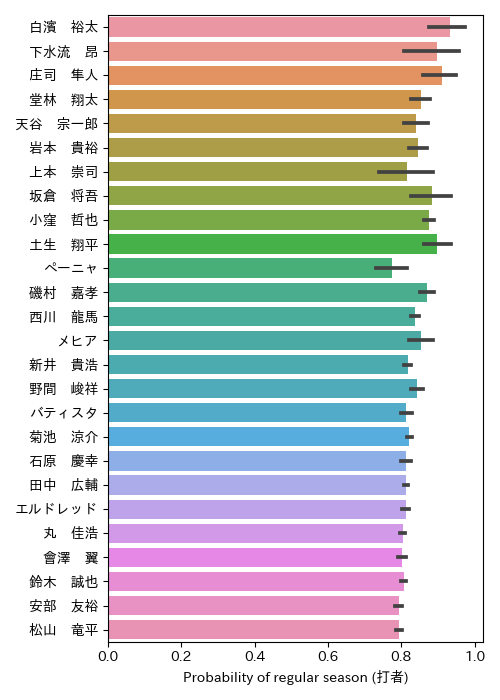 白濱　裕太
下水流　昂
庄司　隼人
堂林　翔太
天谷　宗一郎
岩本　貴裕
上本　崇司
坂倉　将吾
小窪　哲也
土生　翔平
ペーニャ
磯村　嘉孝
西川　龍馬
メヒア
新井　貴浩
野間　峻祥
バティスタ
菊池　涼介
石原　慶幸
田中　広輔
エルドレッド
丸　佳浩
會澤　翼
鈴木　誠也
安部　友裕
松山　竜平
0.0 0.2 0.4 0.6 0.8 1.0
Probability of regular season (打者)